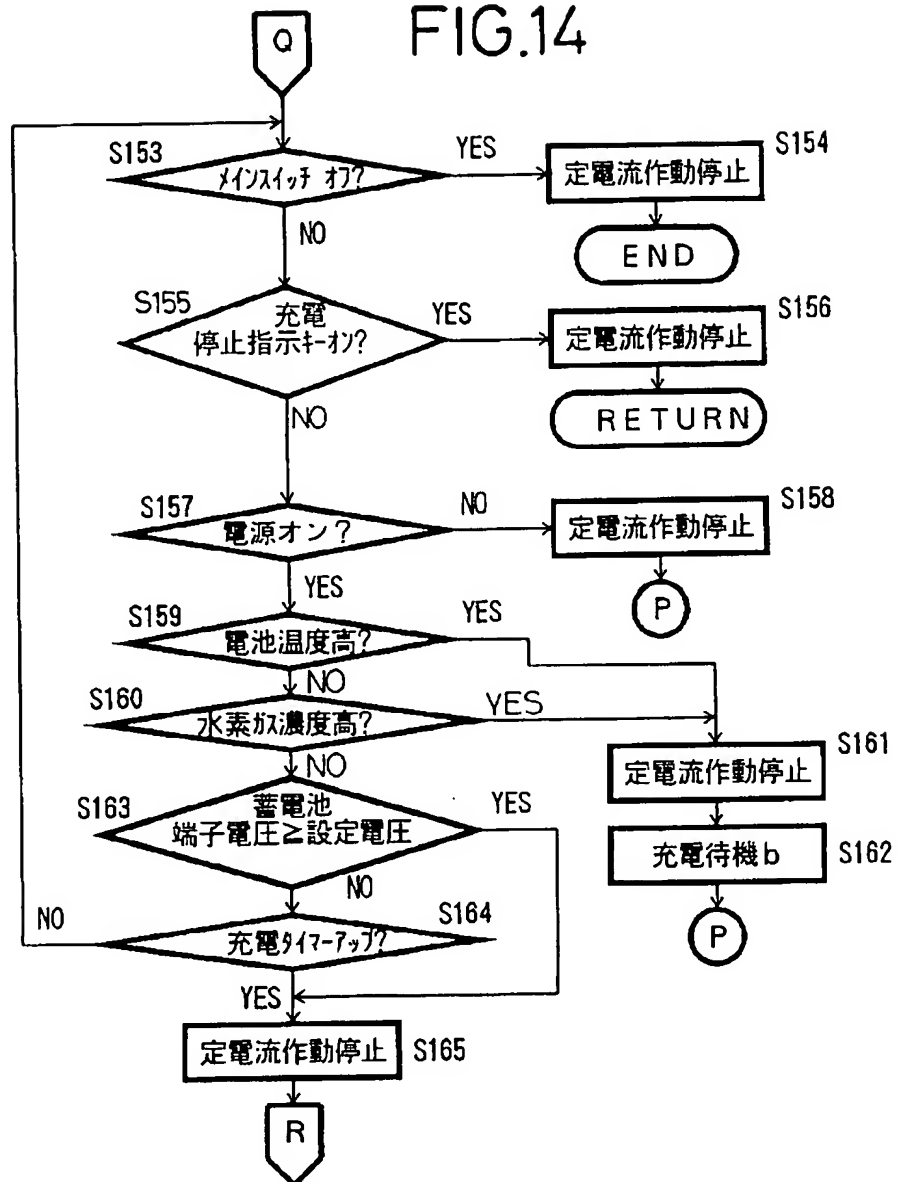 FIG.14
Q
S153
メインスイッチ オフ?
YES
定電流作動停止
S154
END
NO
S155
充電
停止指示キーオン?
YES
定電流作動停止
S156
RETURN
NO
S157
電源オン?
NO
定電流作動停止
S158
P
YES
S159
電池温度高?
YES
NO
S160
水素ガス濃度高?
YES
定電流作動停止
S161
充電待機b
S162
P
NO
S163
蓄電池
端子電圧≧設定電圧
YES
NO
S164
充電タイマーアップ?
NO
YES
定電流作動停止
S165
R